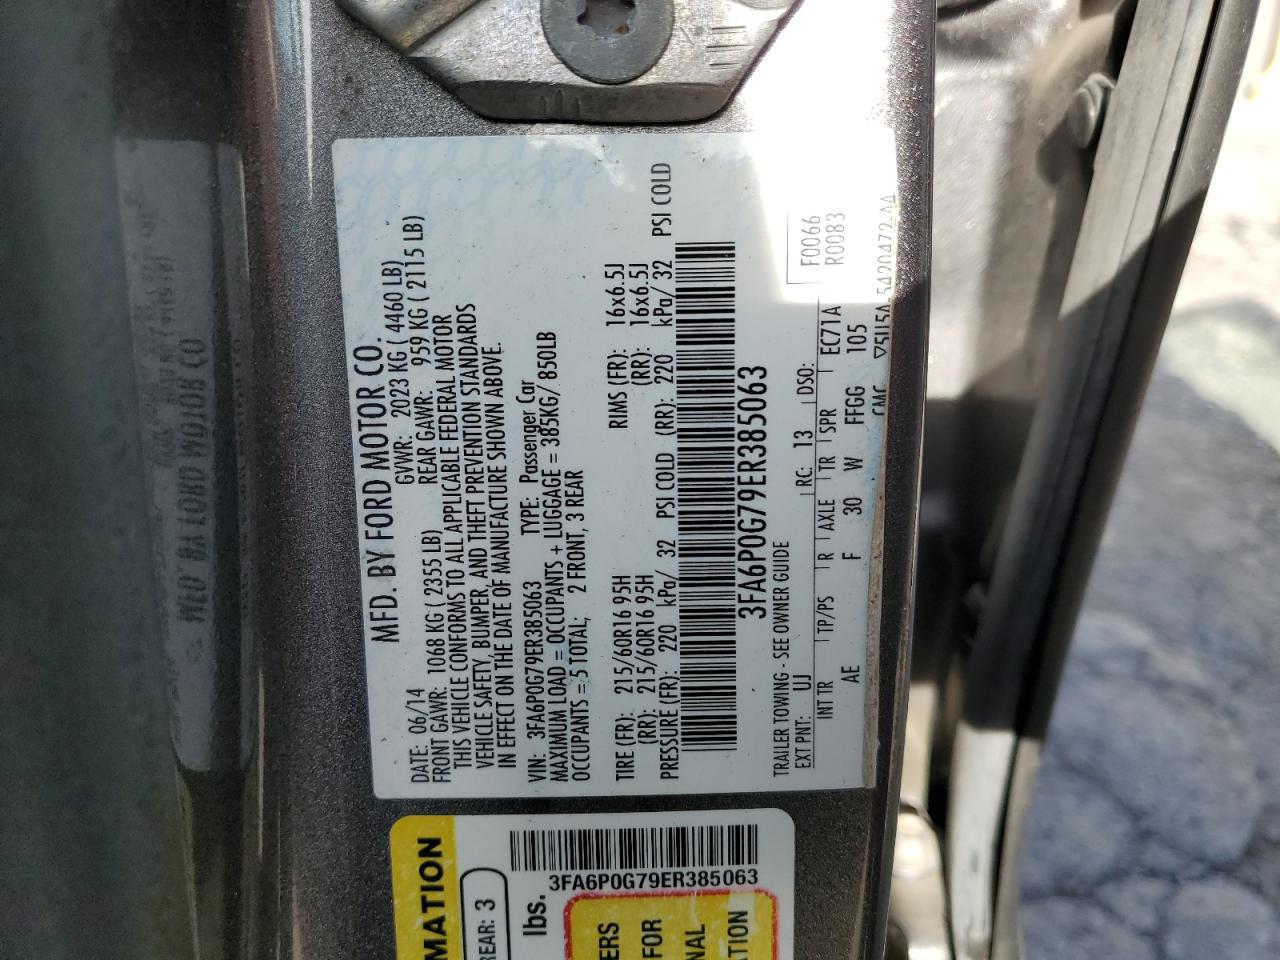 MFD. BY FORD MOTOR CO.
DATE: 06/14 GVWR: 2023 KG ( 4460 LB)
FRONT GAWR: 1068 KG ( 2355 LB) REAR GAWR: 959 KG ( 2115 LB)
THIS VEHICLE CONFORMS TO ALL APPLICABLE FEDERAL MOTOR
VEHICLE SAFETY, BUMPER, AND THEFT PREVENTION STANDARDS
IN EFFECT ON THE DATE OF MANUFACTURE SHOWN ABOVE.
VIN: 3FA6P0G79ER385063 TYPE: Passenger Car
MAXIMUM LOAD = OCCUPANTS + LUGGAGE = 385KG/ 850LB
OCCUPANTS = 5 TOTAL; 2 FONT, 3 REAR
TIRE (FR): 215/60R16 95H RIMS (FR): 16x6.5J
(RR): 215/60R16 95H (RR): 16x6.5J
PRESSURE (FR): 220 kPa/ 32 PSI COLD (RR): 220 kPa/ 32 PSI COLD
3FA6P0G79ER385063
TRAILER TOWING - SEE OWNER GUIDE
F0066
R0083
EXT PNT: UJ RC: 13 DSO:
INT TR TP/PS R AXLE TR SPR EC71A
AE F 30 W FFGG 105
MATION
REAR: 3
lbs.
3FA6P0G79ER385063
ERS
FOR
NAL
TION